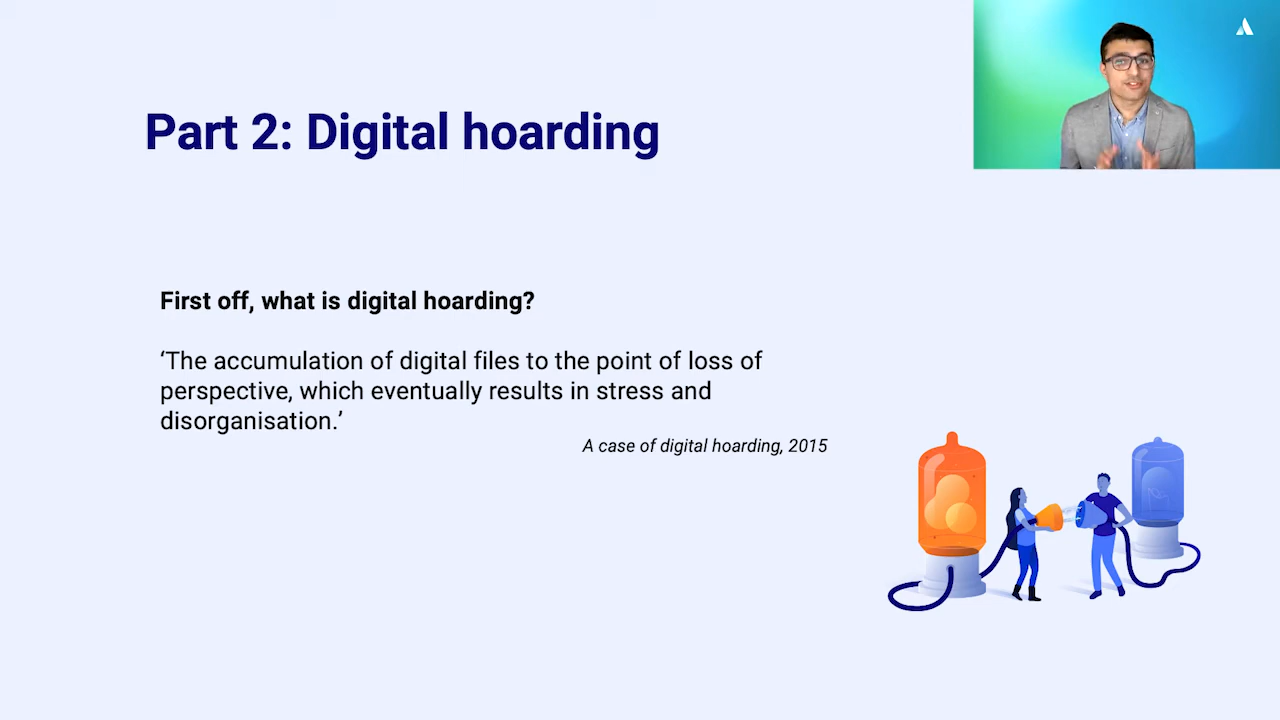 Part 2: Digital hoarding
First off, what is digital hoarding?
‘The accumulation of digital files to the point of loss of
perspective, which eventually results in stress and
disorganisation.’
A case of digital hoarding, 2015